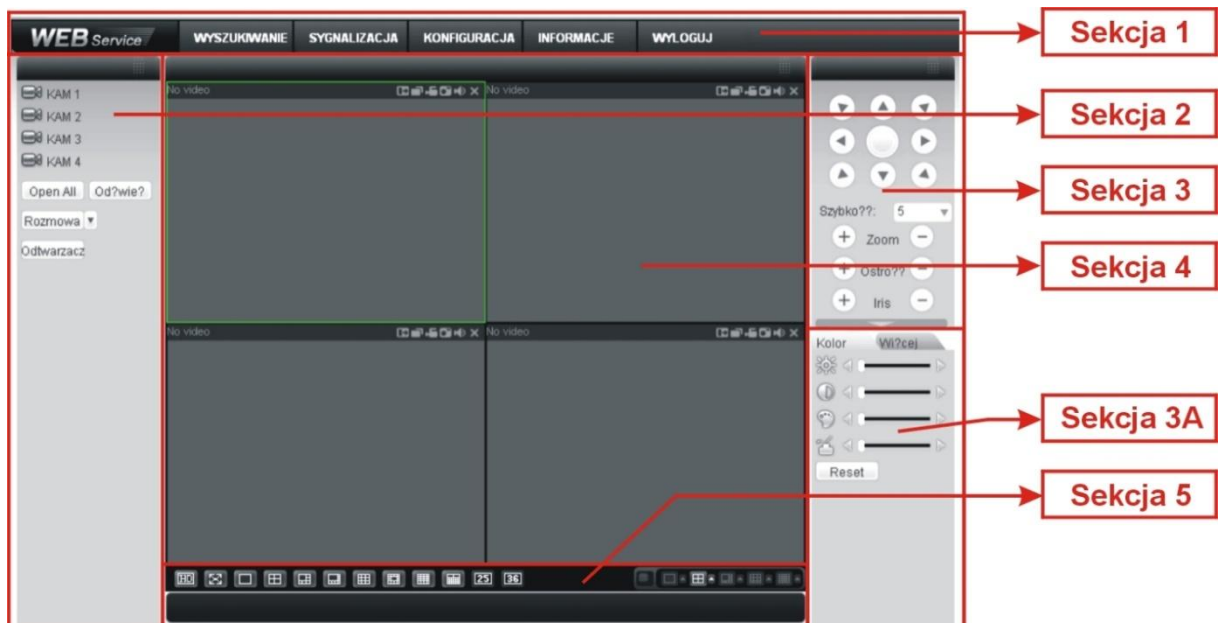 WEB Service WYSZUKIWANIE SYGNALIZACJA KONFIGURACJA INFORMACJE WYLOGUJ
Sekcja 1
KAM 1
KAM 2
KAM 3
KAM 4
Open All Od?wie?
Rozmowa
Odtwarzacz
No video
No video
No video
No video
Szybko??: 5
+ Zoom −
+ Ostro?? −
+ Iris −
Kolor Wi?cej
Reset
HD
25 36
Sekcja 2
Sekcja 3
Sekcja 4
Sekcja 3A
Sekcja 5